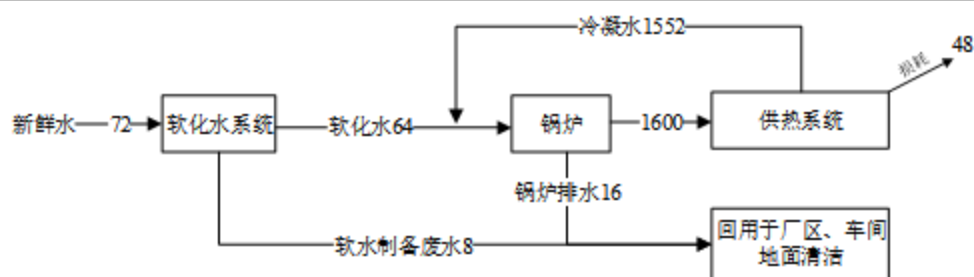 冷凝水1552
48
损耗
新鲜水
72
软化水系统
软化水64
锅炉
1600
供热系统
锅炉排水16
软水制备废水8
回用于厂区、车间
地面清洁